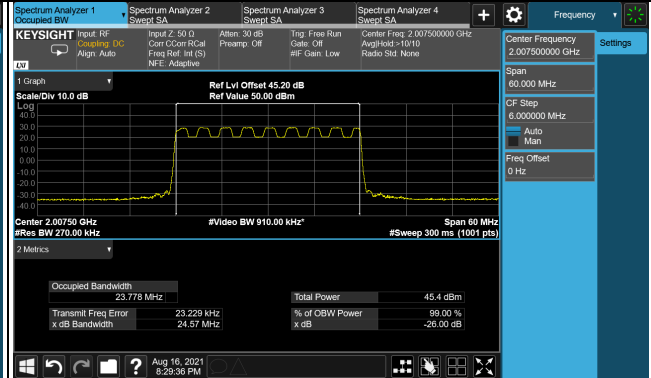 Spectrum Analyzer 1
Occupied BW
Spectrum Analyzer 2
Swept SA
Spectrum Analyzer 3
Swept SA
Spectrum Analyzer 4
Swept SA
+
Frequency
KEYSIGHT
Input: RF
Coupling: DC
Align: Auto
Input Z: 50 Ω
Corr CCorr RCal
Freq Ref: Int (S)
NFE: Adaptive
Atten: 30 dB
Preamp: Off
Trig: Free Run
Gate: Off
#IF Gain: Low
Center Freq: 2.007500000 GHz
Avg|Hold:>10/10
Radio Std: None
LXI
Center Frequency
2.007500000 GHz
Settings
Span
60.000 MHz
CF Step
6.000000 MHz
Auto
Man
Freq Offset
0 Hz
1 Graph
Scale/Div 10.0 dB
Ref Lvl Offset 45.20 dB
Ref Value 50.00 dBm
Log
40.0
30.0
20.0
10.0
0.00
-10.0
-20.0
-30.0
-40.0
Center 2.00750 GHz
#Res BW 270.00 kHz
#Video BW 910.00 kHz*
Span 60 MHz
#Sweep 300 ms (1001 pts)
2 Metrics
Occupied Bandwidth
23.778 MHz
Transmit Freq Error 23.229 kHz
x dB Bandwidth 24.57 MHz
Total Power 45.4 dBm
% of OBW Power 99.00 %
x dB -26.00 dB
?
Aug 16, 2021
8:29:36 PM